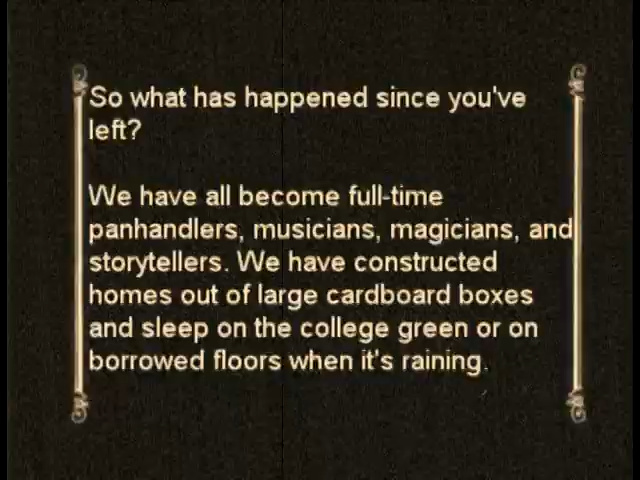 So what has happened since you've
left?
We have all become full-time
panhandlers, musicians, magicians, and
storytellers. We have constructed
homes out of large cardboard boxes
and sleep on the college green or on
borrowed floors when it's raining.